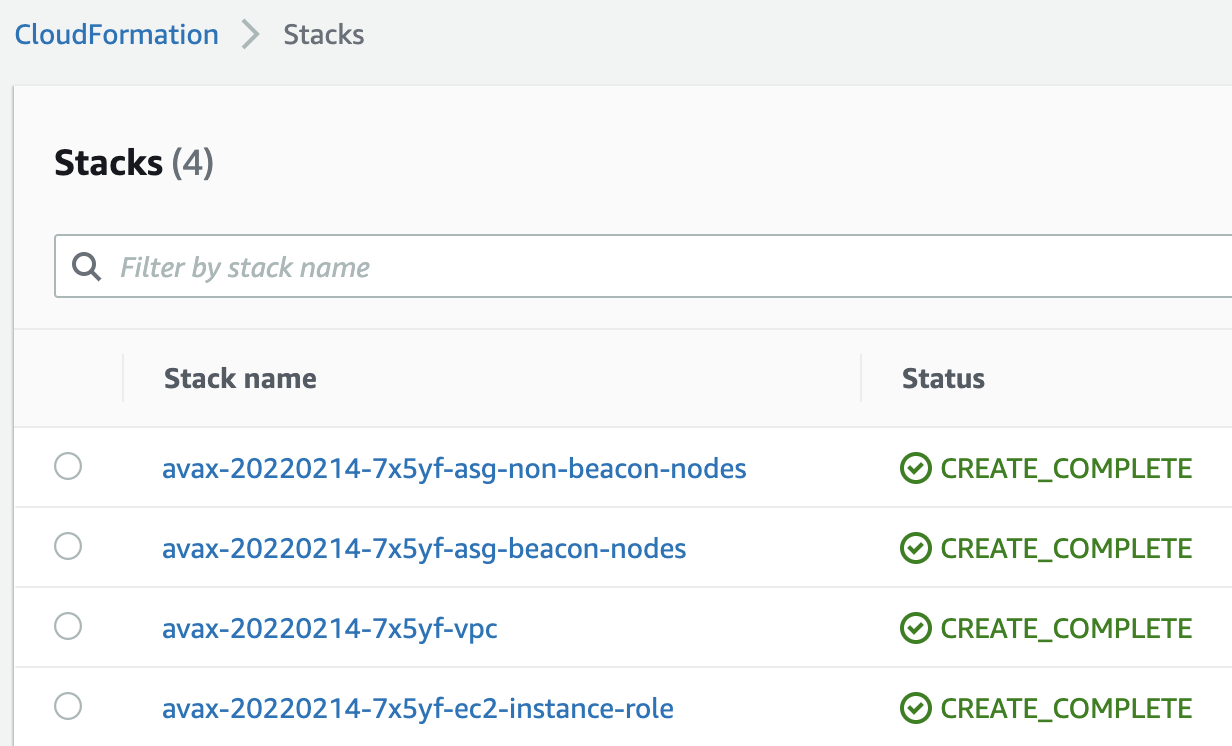 CloudFormation > Stacks
Stacks (4)
Filter by stack name
Stack name Status
avax-20220214-7x5yf-asg-non-beacon-nodes CREATE_COMPLETE
avax-20220214-7x5yf-asg-beacon-nodes CREATE_COMPLETE
avax-20220214-7x5yf-vpc CREATE_COMPLETE
avax-20220214-7x5yf-ec2-instance-role CREATE_COMPLETE